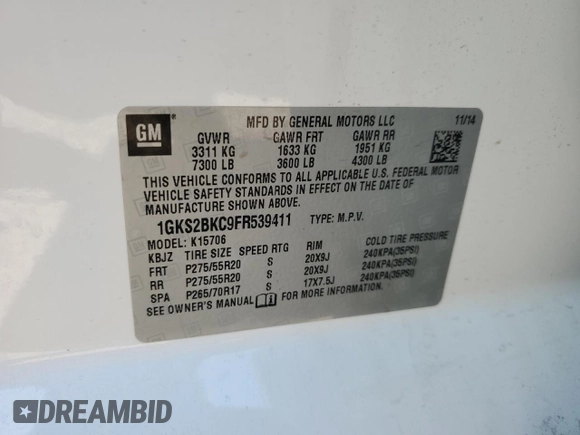 GM
MFD BY GENERAL MOTORS LLC 11/14
GVWR GAWR FRT GAWR RR
3311 KG 1633 KG 1951 KG
7300 LB 3600 LB 4300 LB
THIS VEHICLE CONFORMS TO ALL APPLICABLE U.S. FEDERAL MOTOR
VEHICLE SAFETY STANDARDS IN EFFECT ON THE DATE OF
MANUFACTURE SHOWN ABOVE.
1GKS2BKC9FR539411 TYPE: M.P.V.
MODEL: K15706
KBJZ TIRE SIZE SPEED RTG RIM COLD TIRE PRESSURE
FRT P275/55R20 S 20X9J 240KPA(35PSI)
RR P275/55R20 S 20X9J 240KPA(35PSI)
SPA P265/70R17 S 17X7.5J 240KPA(35PSI)
SEE OWNER'S MANUAL FOR MORE INFORMATION.
DREAMBID